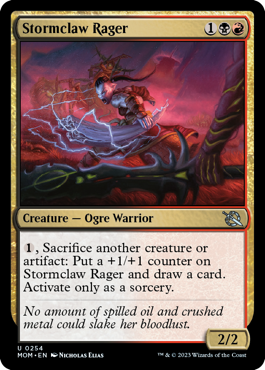 Stormclaw Rager 1
Creature — Ogre Warrior
1, Sacrifice another creature or
artifact: Put a +1/+1 counter on
Stormclaw Rager and draw a card.
Activate only as a sorcery.
No amount of spilled oil and crushed
metal could slake her bloodlust.
2/2
U 0254
MOM • EN NICHOLAS ELIAS ™ & © 2023 Wizards of the Coast